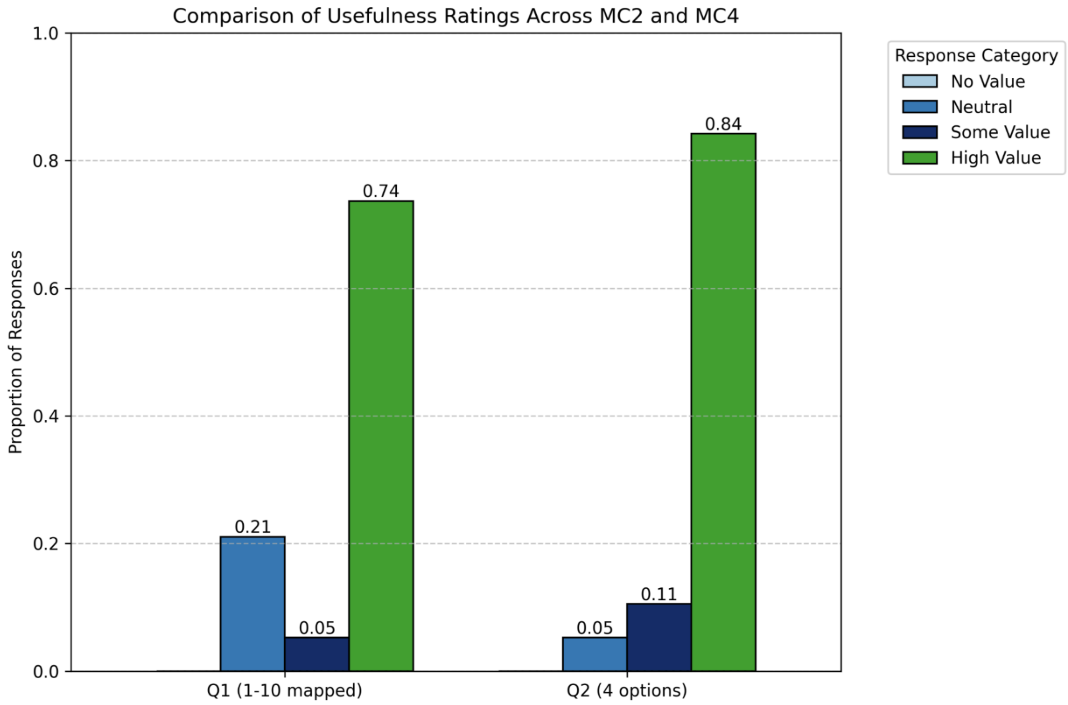 Comparison of Usefulness Ratings Across MC2 and MC4
Proportion of Responses
1.0
0.8
0.6
0.4
0.2
0.0
0.21
0.05
0.74
0.05
0.11
0.84
Q1 (1-10 mapped)
Q2 (4 options)
Response Category
No Value
Neutral
Some Value
High Value